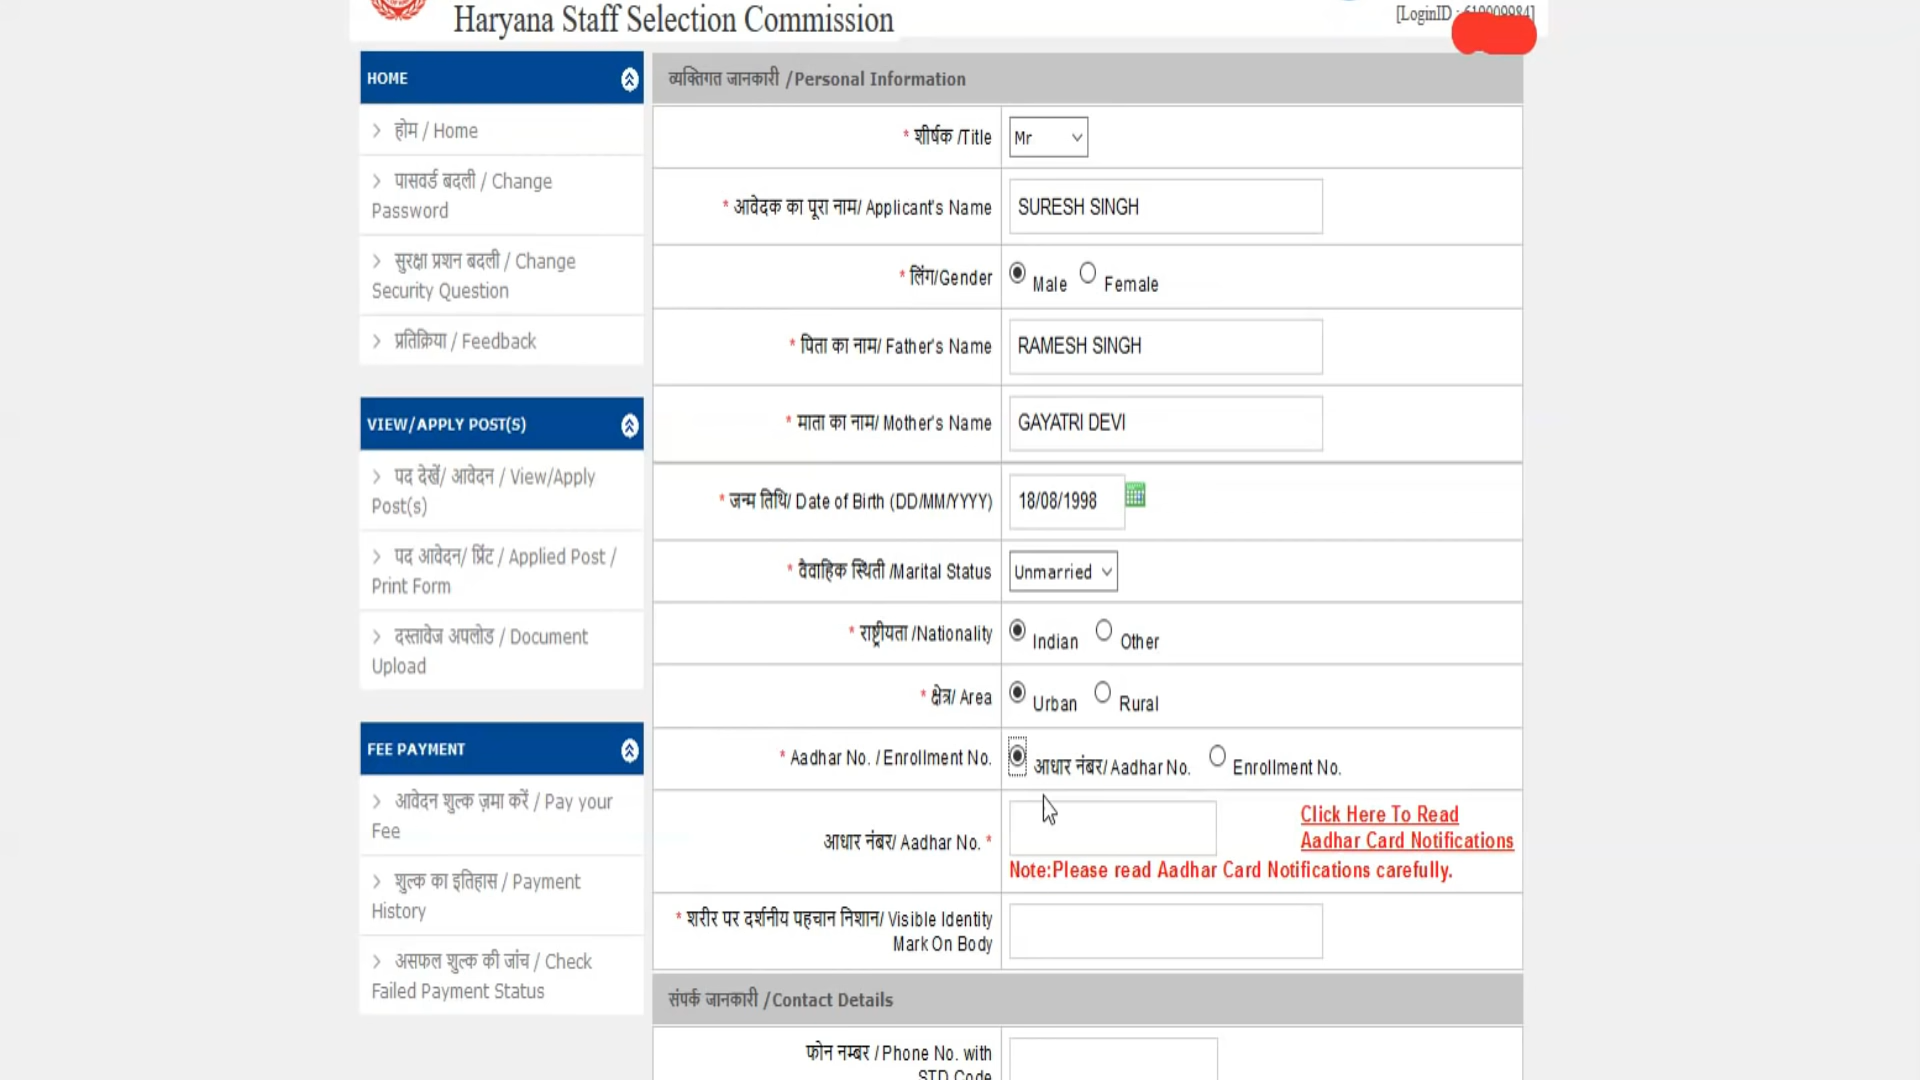 Haryana Staff Selection Commission
[LoginID :
HOME
होम / Home
पासवर्ड बदली / Change
Password
सुरक्षा प्रशन बदली / Change
Security Question
प्रतिक्रिया / Feedback
VIEW/APPLY POST(S)
पद देखें/ आवेदन / View/Apply
Post(s)
पद आवेदन/ प्रिंट / Applied Post /
Print Form
दस्तावेज अपलोड / Document
Upload
FEE PAYMENT
आवेदन शुल्क ज़मा करें / Pay your
Fee
शुल्क का इतिहास / Payment
History
असफल शुल्क की जांच / Check
Failed Payment Status
व्यक्तिगत जानकारी /Personal Information
* शीर्षक /Title
Mr
* आवेदक का पूरा नाम/ Applicant's Name
SURESH SINGH
* लिंग/Gender
Male Female
* पिता का नाम/ Father's Name
RAMESH SINGH
* माता का नाम/ Mother's Name
GAYATRI DEVI
* जन्म तिथि/ Date of Birth (DD/MM/YYYY)
18/08/1998
* वैवाहिक स्थिती /Marital Status
Unmarried
* राष्ट्रीयता /Nationality
Indian Other
* क्षेत्र/ Area
Urban Rural
* Aadhar No. / Enrollment No.
आधार नंबर/ Aadhar No. Enrollment No.
आधार नंबर/ Aadhar No. *
Click Here To Read
Aadhar Card Notifications
Note:Please read Aadhar Card Notifications carefully.
* शरीर पर दर्शनीय पहचान निशान/ Visible Identity
Mark On Body
संपर्क जानकारी /Contact Details
फोन नम्बर / Phone No. with
STD Code